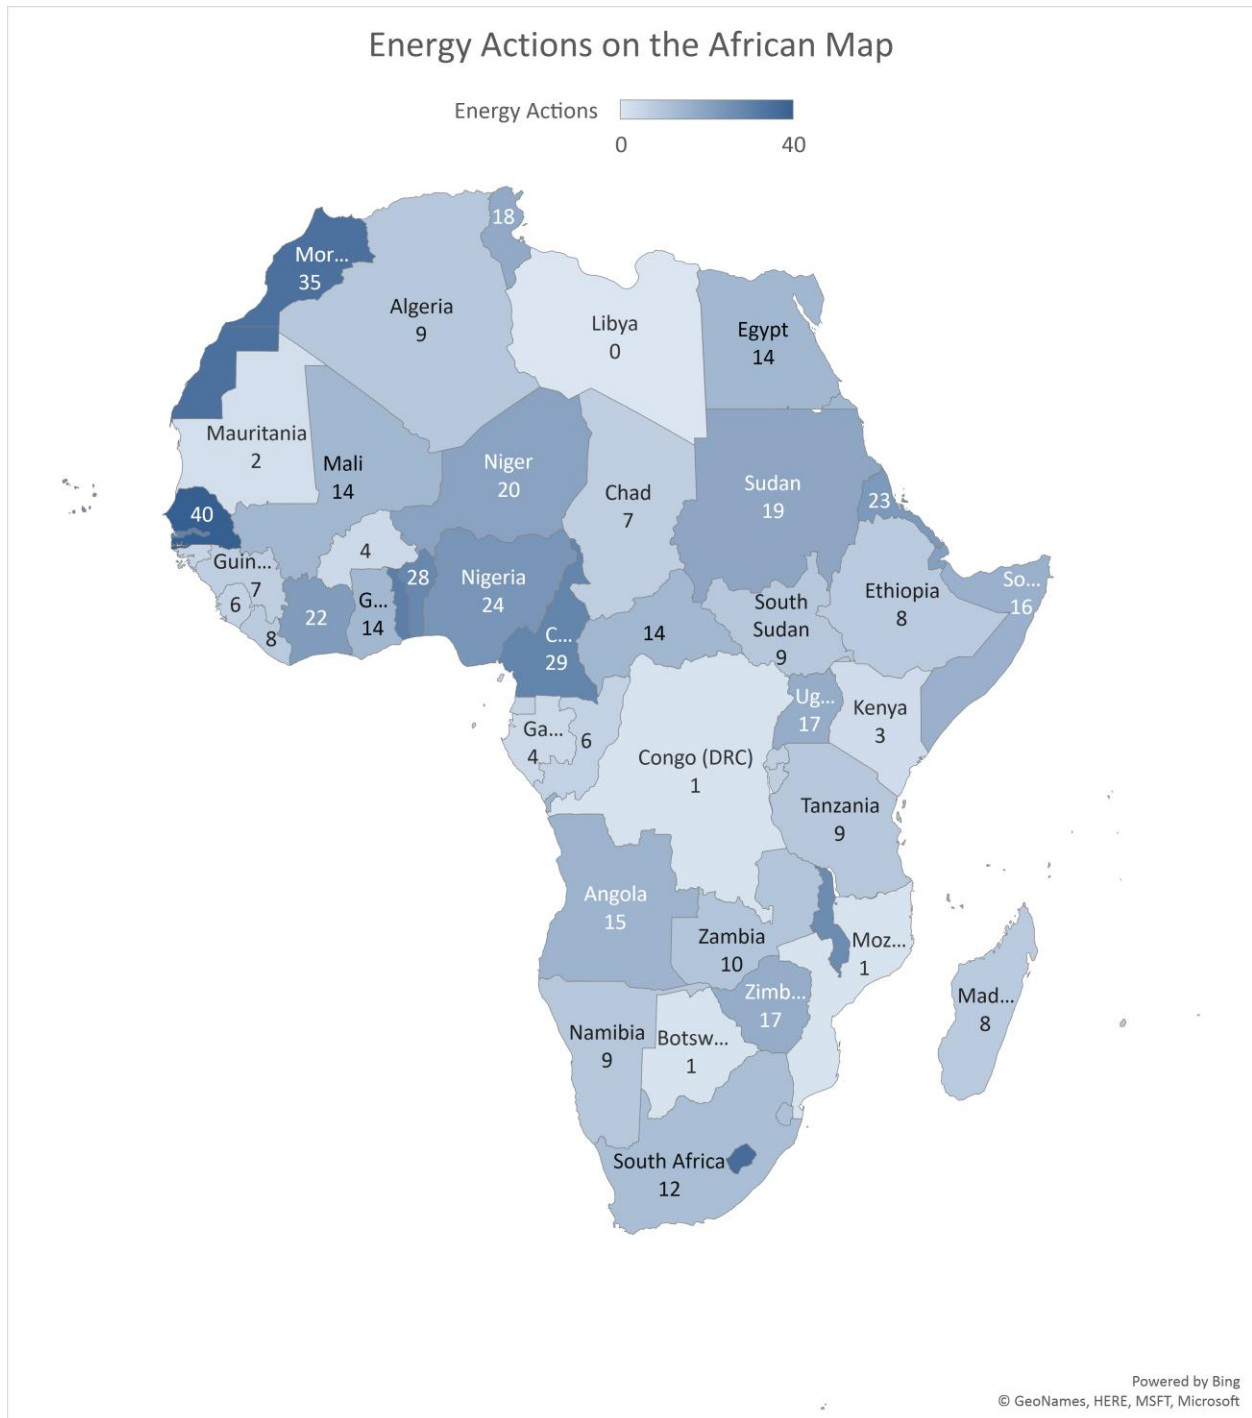 Energy Actions on the African Map
Energy Actions
0 40
18
Mor...
35
Algeria
9
Libya
0
Egypt
14
Mauritania
2
Mali
14
Niger
20
Chad
7
Sudan
19
23
40
Guin...
7
6
8
22
4
G...
14
28
Nigeria
24
C...
29
14
South
Sudan
9
Ethiopia
8
So...
16
Ga...
4
6
Congo (DRC)
1
Ug...
17
Kenya
3
Tanzania
9
Angola
15
Zambia
10
Moz...
1
Zimb...
17
Mad...
8
Namibia
9
Botsw...
1
South Africa
12
Powered by Bing
© GeoNames, HERE, MSFT, Microsoft